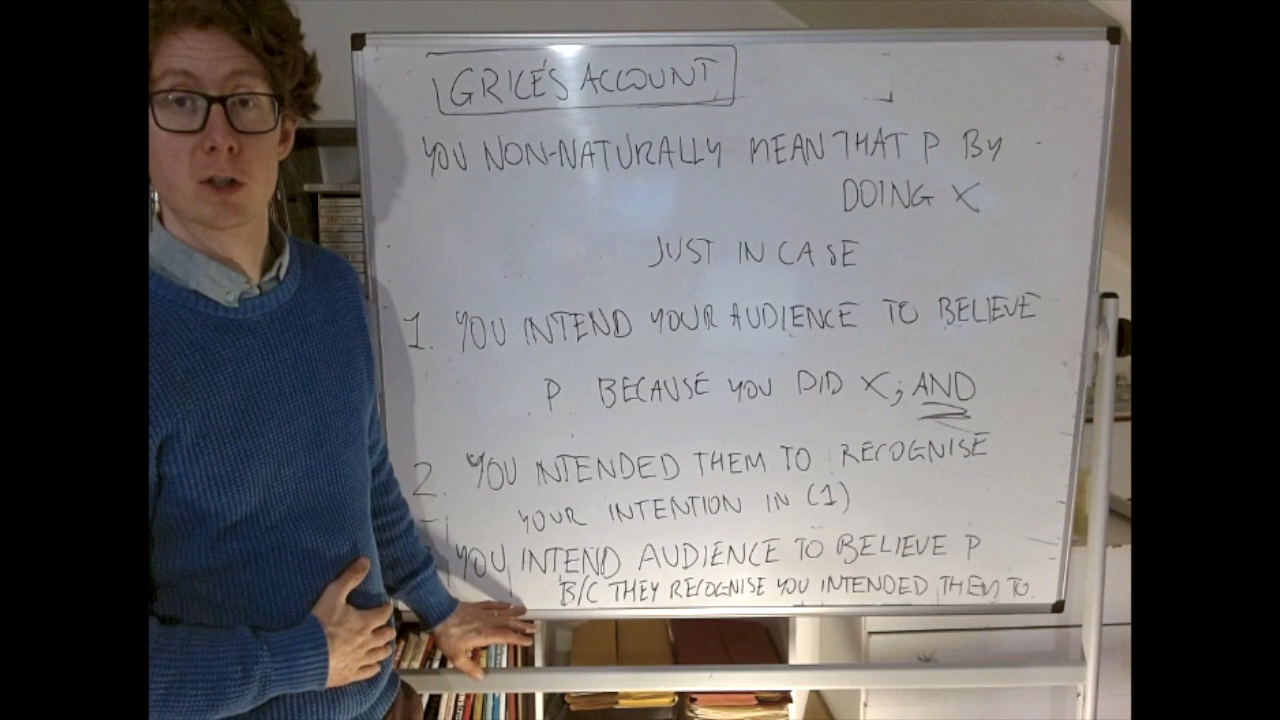 GRICE'S ACCOUNT
YOU NON-NATURALLY MEAN THAT P BY
DOING X
JUST IN CASE
1. YOU INTEND YOUR AUDIENCE TO BELIEVE
P BECAUSE YOU DID X; AND
2. YOU INTENDED THEM TO RECOGNISE
YOUR INTENTION IN (1)
YOU INTEND AUDIENCE TO BELIEVE P
B/C THEY RECOGNISE YOU INTENDED THEM TO.